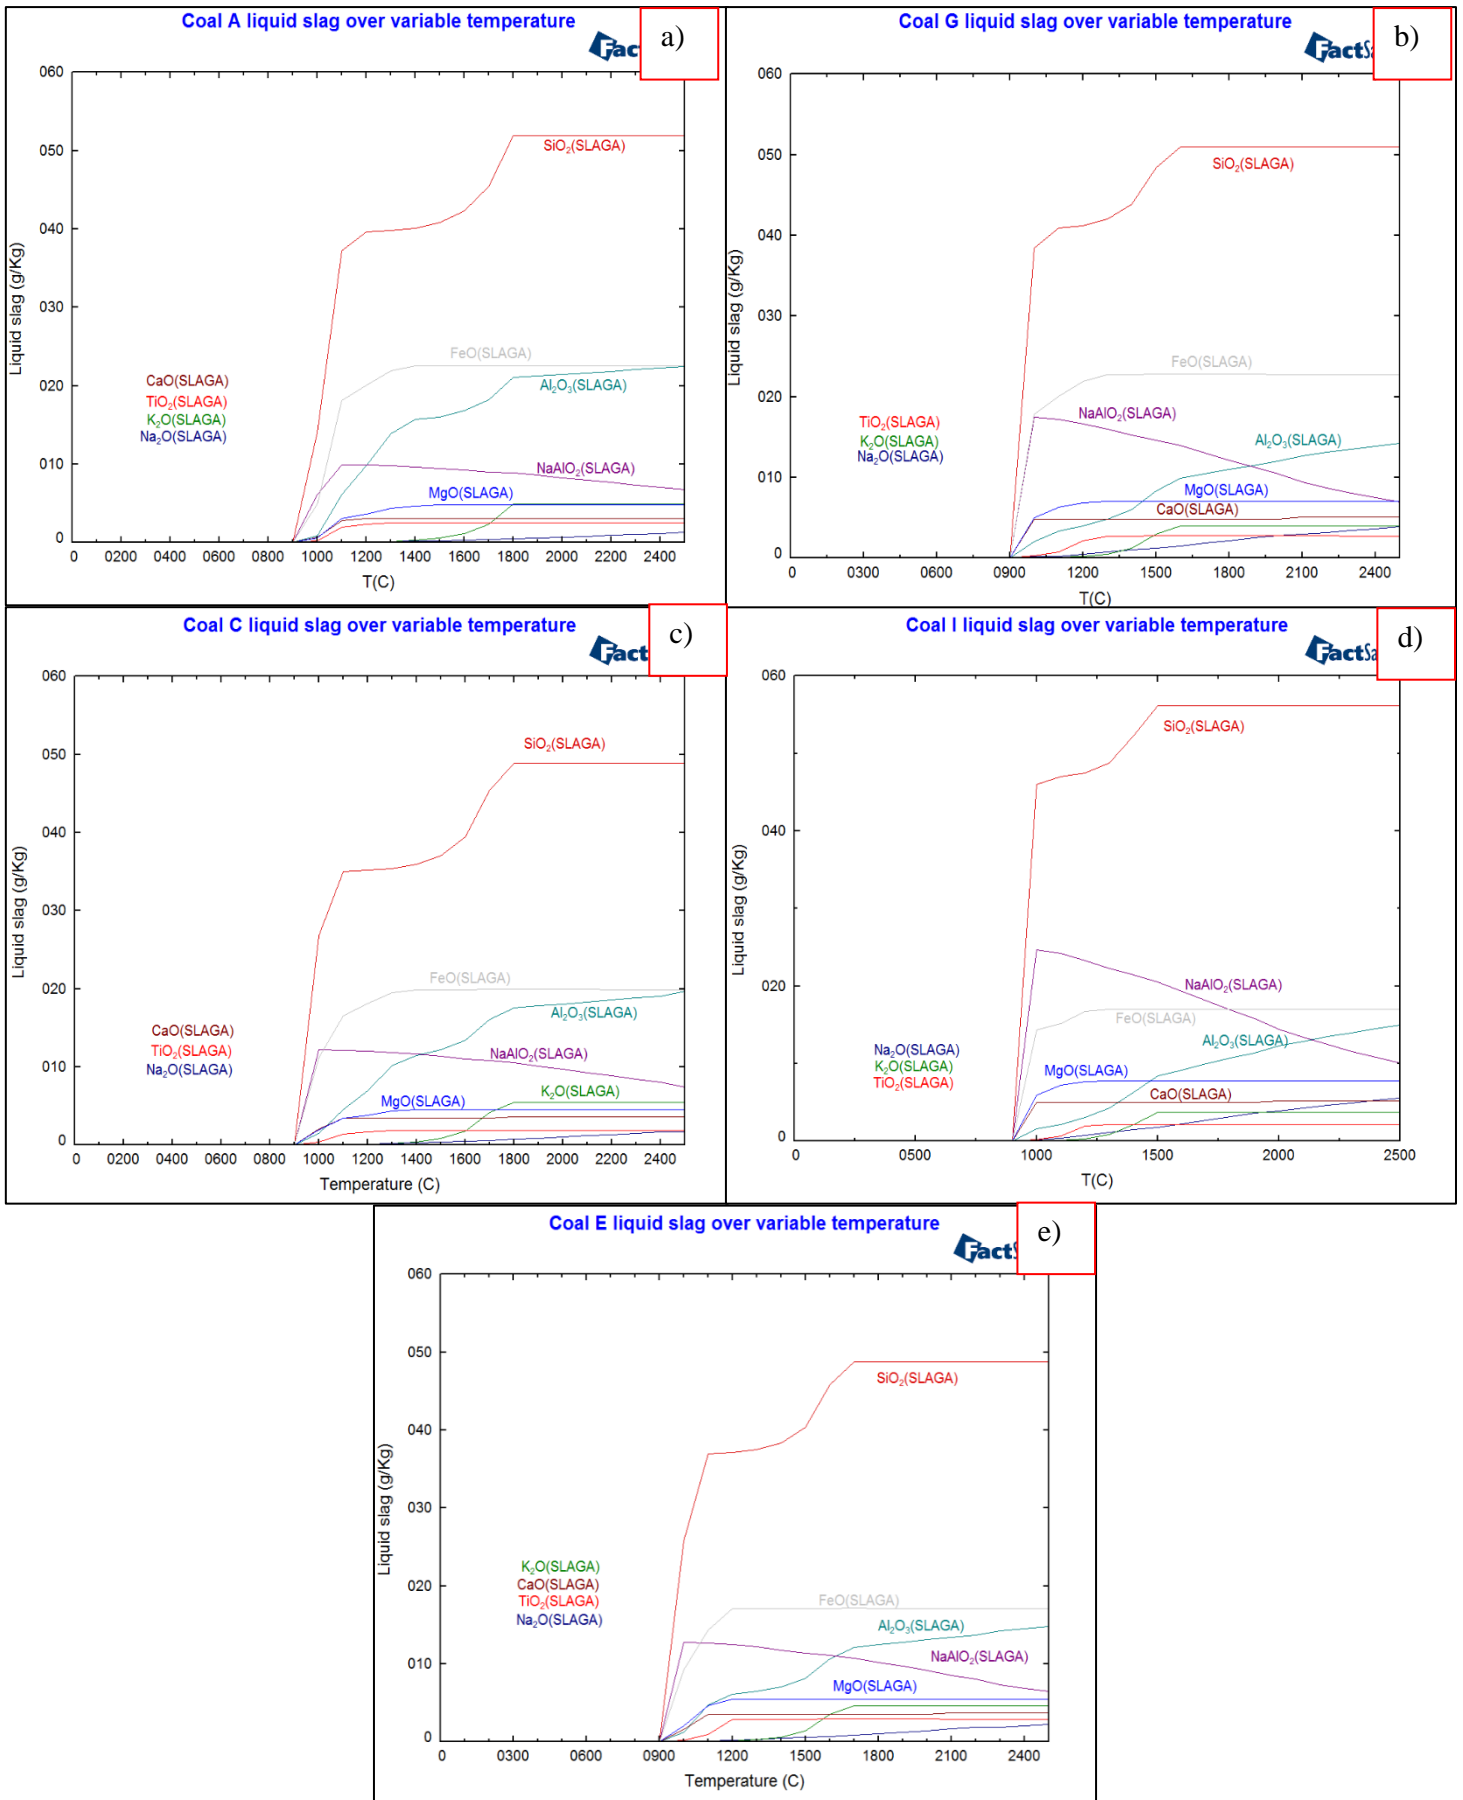 Coal A liquid slag over variable temperature
a)
Fact
060
050
040
030
020
010
0
Liquid slag (g/Kg)
SiO₂(SLAGA)
FeO(SLAGA)
Al₂O₃(SLAGA)
NaAlO₂(SLAGA)
MgO(SLAGA)
CaO(SLAGA)
TiO₂(SLAGA)
K₂O(SLAGA)
Na₂O(SLAGA)
0 0200 0400 0600 0800 1000 1200 1400 1600 1800 2000 2200 2400
T(C)
Coal G liquid slag over variable temperature
b)
FactSa
060
050
040
030
020
010
0
Liquid slag (g/Kg)
SiO₂(SLAGA)
FeO(SLAGA)
NaAlO₂(SLAGA)
Al₂O₃(SLAGA)
MgO(SLAGA)
CaO(SLAGA)
TiO₂(SLAGA)
K₂O(SLAGA)
Na₂O(SLAGA)
0 0300 0600 0900 1200 1500 1800 2100 2400
T(C)
Coal C liquid slag over variable temperature
c)
Fact
060
050
040
030
020
010
0
Liquid slag (g/Kg)
SiO₂(SLAGA)
FeO(SLAGA)
Al₂O₃(SLAGA)
NaAlO₂(SLAGA)
K₂O(SLAGA)
MgO(SLAGA)
CaO(SLAGA)
TiO₂(SLAGA)
Na₂O(SLAGA)
0 0200 0400 0600 0800 1000 1200 1400 1600 1800 2000 2200 2400
Temperature (C)
Coal I liquid slag over variable temperature
d)
FactSa
060
040
020
0
Liquid slag (g/Kg)
SiO₂(SLAGA)
NaAlO₂(SLAGA)
FeO(SLAGA)
Al₂O₃(SLAGA)
MgO(SLAGA)
CaO(SLAGA)
Na₂O(SLAGA)
K₂O(SLAGA)
TiO₂(SLAGA)
0 0500 1000 1500 2000 2500
T(C)
Coal E liquid slag over variable temperature
e)
Fact
060
050
040
030
020
010
0
Liquid slag (g/Kg)
SiO₂(SLAGA)
FeO(SLAGA)
Al₂O₃(SLAGA)
NaAlO₂(SLAGA)
MgO(SLAGA)
K₂O(SLAGA)
CaO(SLAGA)
TiO₂(SLAGA)
Na₂O(SLAGA)
0 0300 0600 0900 1200 1500 1800 2100 2400
Temperature (C)